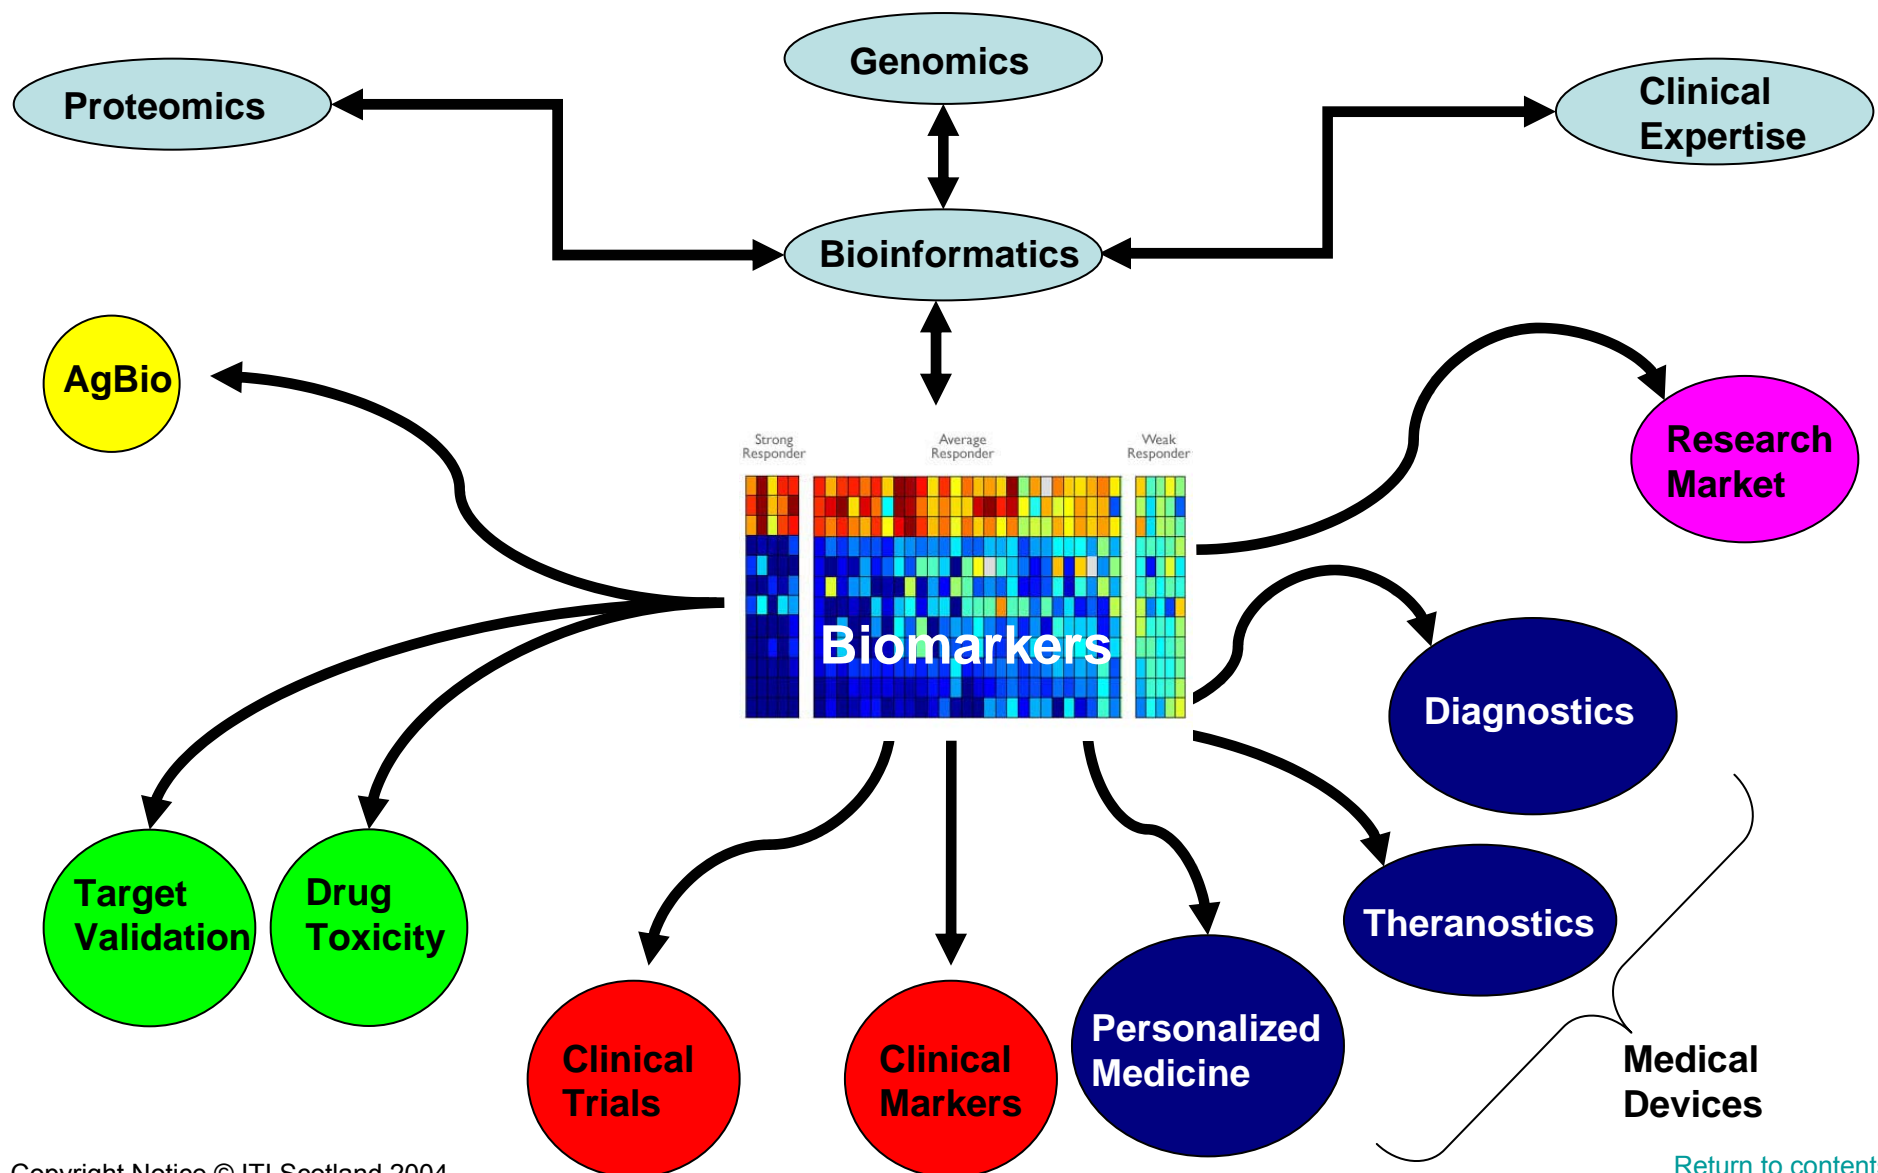 Genomics
Proteomics
Clinical
Expertise
Bioinformatics
AgBio
Strong
Responder
Average
Responder
Weak
Responder
Research
Market
Biomarkers
Diagnostics
Target
Validation
Drug
Toxicity
Theranostics
Clinical
Trials
Clinical
Markers
Personalized
Medicine
Medical
Devices
Copyright Notice © ITI Scotland 2004
Return to contents